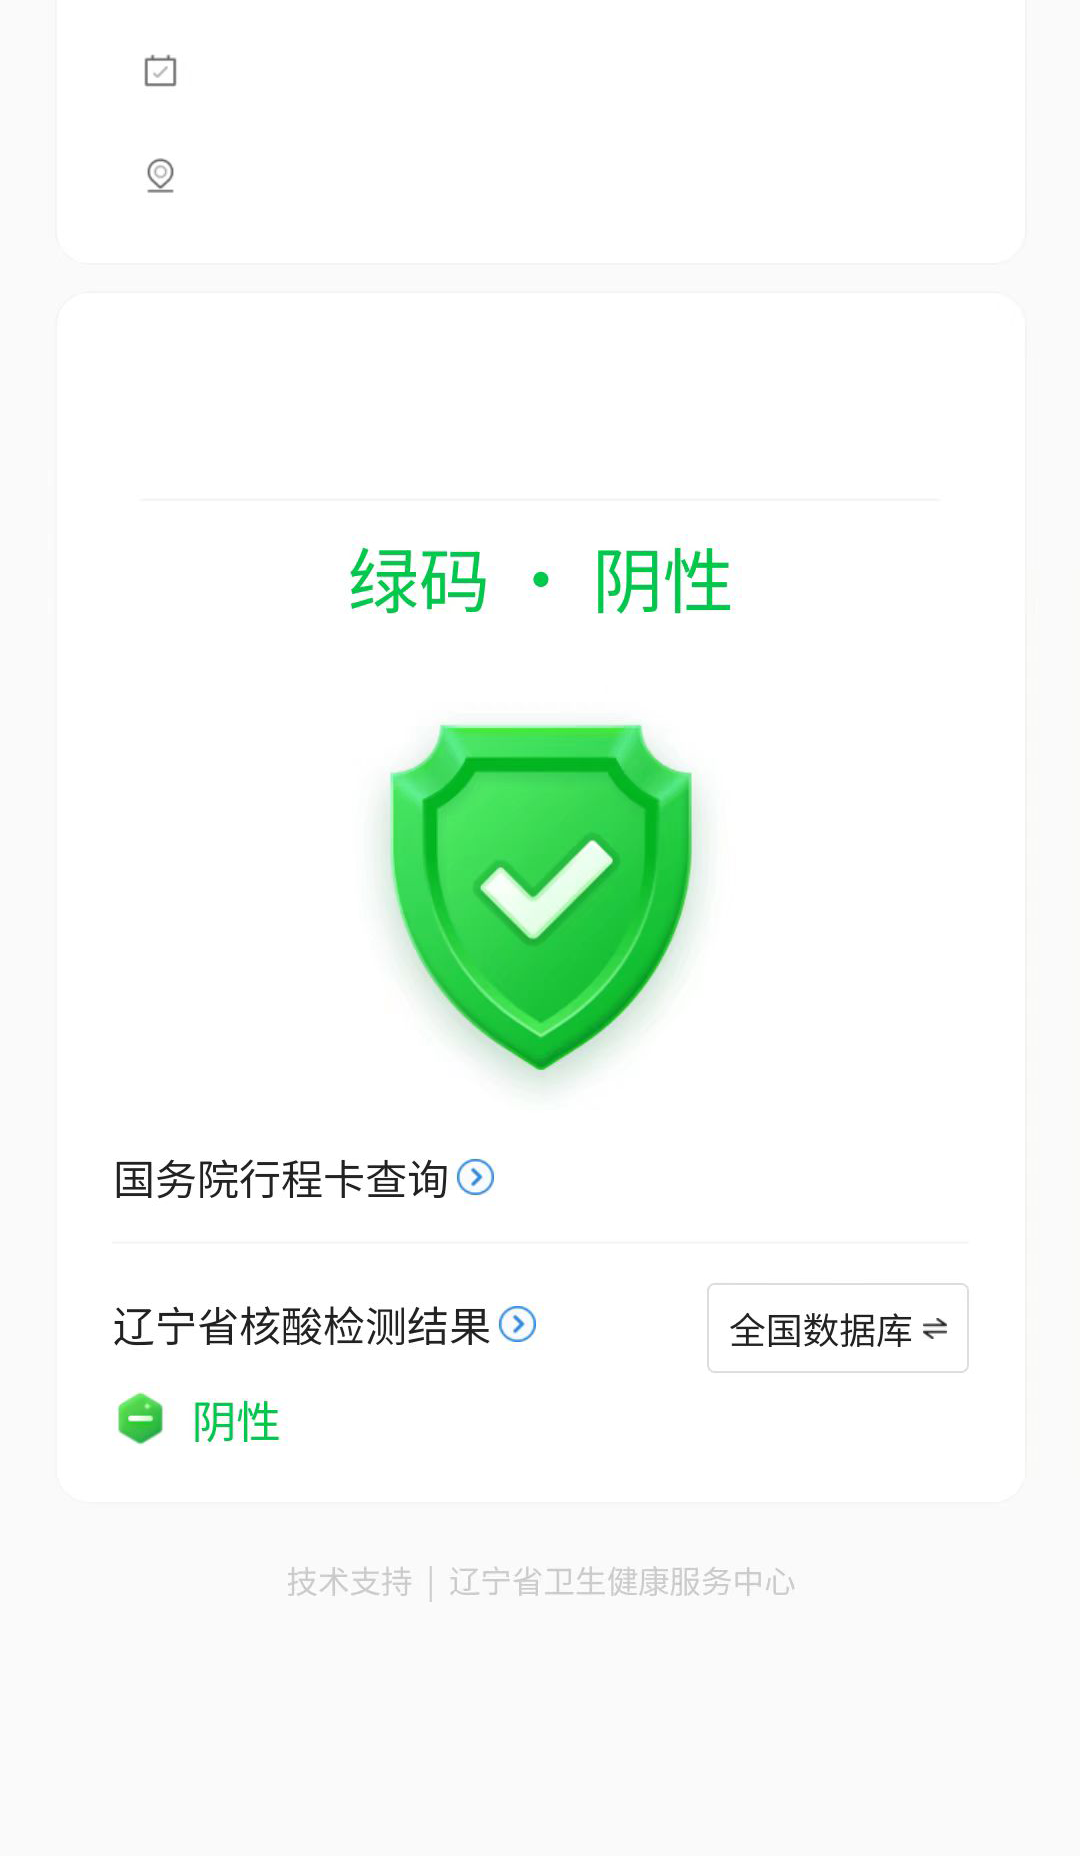 绿码 · 阴性
国务院行程卡查询
辽宁省核酸检测结果
全国数据库
阴性
技术支持 | 辽宁省卫生健康服务中心